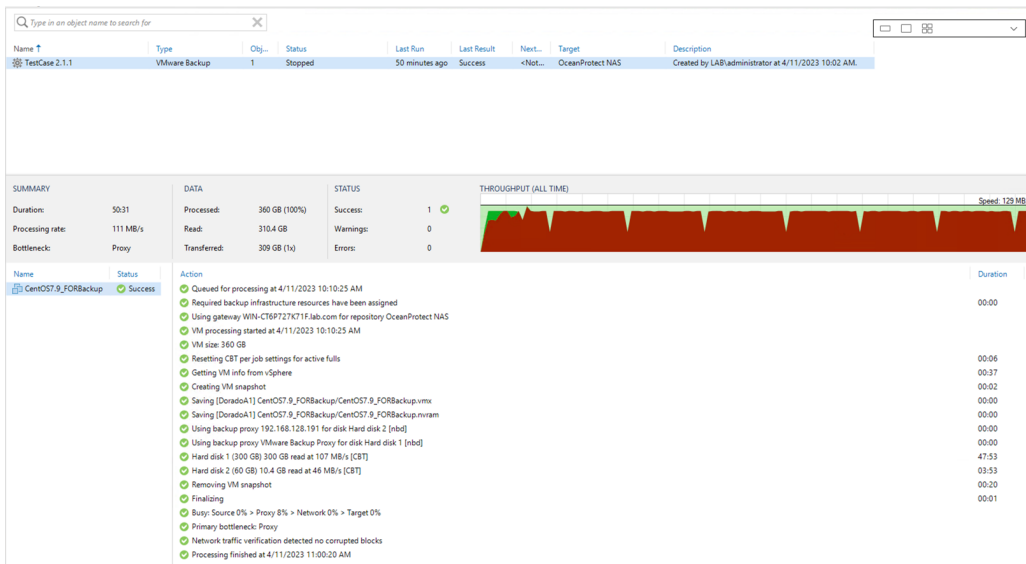 Type in an object name to search for
Name Type Obj... Status Last Run Last Result Next... Target Description
TestCase 2.1.1 VMware Backup 1 Stopped 50 minutes ago Success <Not... OceanProtect NAS Created by LAB\administrator at 4/11/2023 10:02 AM.
SUMMARY DATA STATUS THROUGHPUT (ALL TIME)
Speed: 129 MB
Duration: 50:31 Processed: 360 GB (100%) Success: 1
Processing rate: 111 MB/s Read: 310.4 GB Warnings: 0
Bottleneck: Proxy Transferred: 309 GB (1x) Errors: 0
Name Status Action Duration
CentOS7.9_FORBackup Success Queued for processing at 4/11/2023 10:10:25 AM
Required backup infrastructure resources have been assigned 00:00
Using gateway WIN-CT6P727K71F.lab.com for repository OceanProtect NAS
VM processing started at 4/11/2023 10:10:25 AM
VM size: 360 GB
Resetting CBT per job settings for active fulls 00:06
Getting VM info from vSphere 00:37
Creating VM snapshot 00:02
Saving [DoradoA1] CentOS7.9_FORBackup/CentOS7.9_FORBackup.vmx 00:00
Saving [DoradoA1] CentOS7.9_FORBackup/CentOS7.9_FORBackup.nvram 00:00
Using backup proxy 192.168.128.191 for disk Hard disk 2 [nbd] 00:00
Using backup proxy VMware Backup Proxy for disk Hard disk 1 [nbd] 00:00
Hard disk 1 (300 GB) 300 GB read at 107 MB/s [CBT] 47:53
Hard disk 2 (60 GB) 10.4 GB read at 46 MB/s [CBT] 03:53
Removing VM snapshot 00:20
Finalizing 00:01
Busy: Source 0% > Proxy 8% > Network 0% > Target 0%
Primary bottleneck: Proxy
Network traffic verification detected no corrupted blocks
Processing finished at 4/11/2023 11:00:20 AM